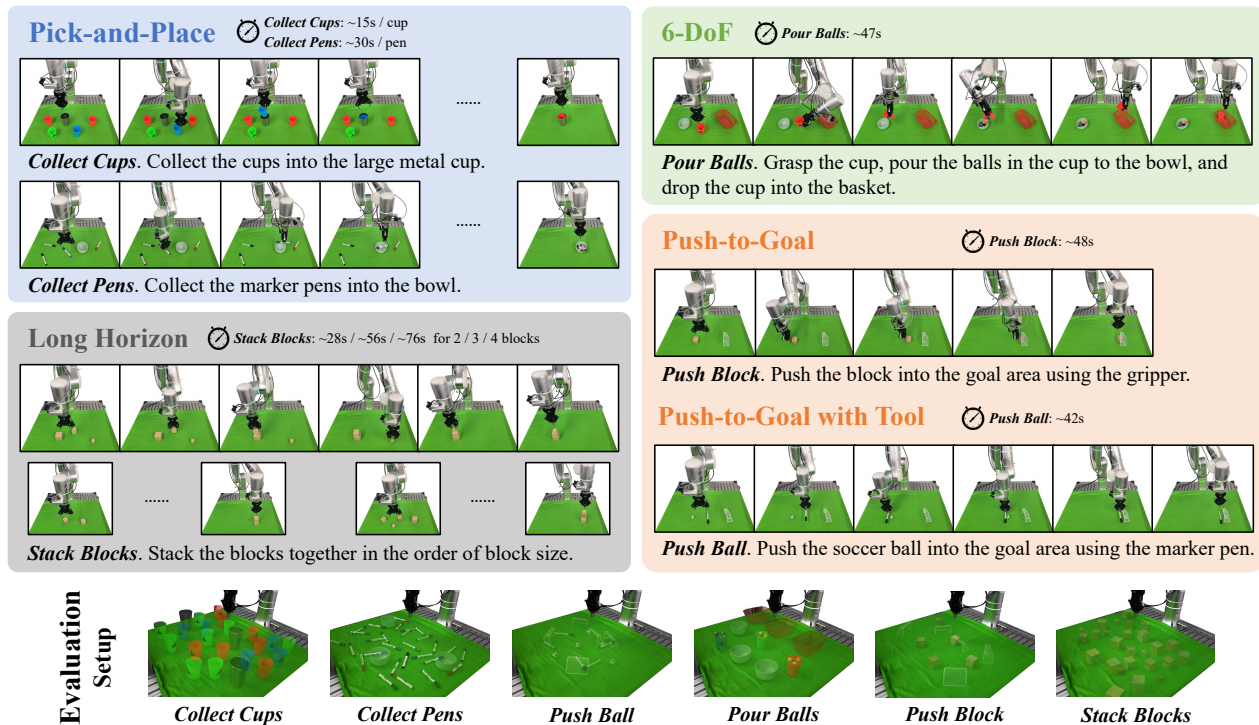 Pick-and-Place
Collect Cups: ~15s / cup
Collect Pens: ~30s / pen
......
Collect Cups. Collect the cups into the large metal cup.
......
Collect Pens. Collect the marker pens into the bowl.
Long Horizon
Stack Blocks: ~28s / ~56s / ~76s for 2 / 3 / 4 blocks
......
......
Stack Blocks. Stack the blocks together in the order of block size.
6-DoF
Pour Balls: ~47s
Pour Balls. Grasp the cup, pour the balls in the cup to the bowl, and
drop the cup into the basket.
Push-to-Goal
Push Block: ~48s
Push Block. Push the block into the goal area using the gripper.
Push-to-Goal with Tool
Push Ball: ~42s
Push Ball. Push the soccer ball into the goal area using the marker pen.
Evaluation
Setup
Collect Cups
Collect Pens
Push Ball
Pour Balls
Push Block
Stack Blocks